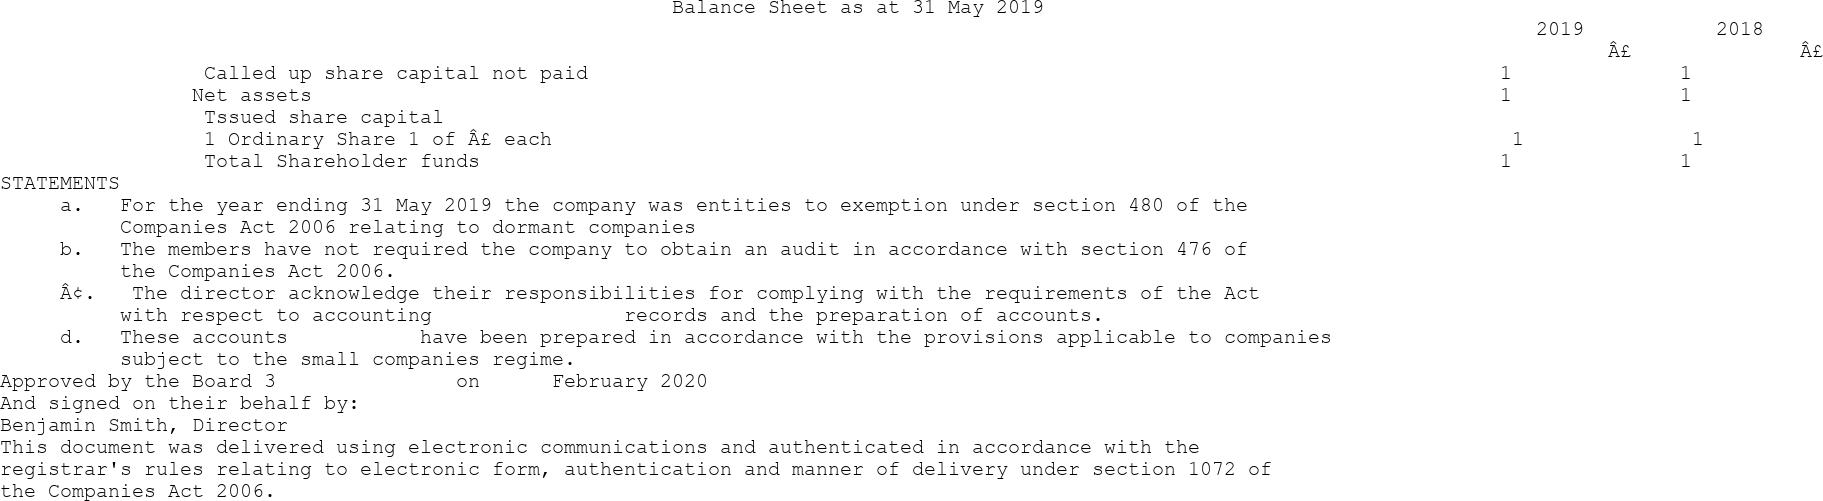 Balance Sheet as at 31 May 2019
2019 2018
Â£ Â£
Called up share capital not paid 1 1
Net assets 1 1
Tssued share capital
1 Ordinary Share 1 of Â£ each 1 1
Total Shareholder funds 1 1
STATEMENTS
a. For the year ending 31 May 2019 the company was entities to exemption under section 480 of the
Companies Act 2006 relating to dormant companies
b. The members have not required the company to obtain an audit in accordance with section 476 of
the Companies Act 2006.
Â¢. The director acknowledge their responsibilities for complying with the requirements of the Act
with respect to accounting records and the preparation of accounts.
d. These accounts have been prepared in accordance with the provisions applicable to companies
subject to the small companies regime.
Approved by the Board 3 on February 2020
And signed on their behalf by:
Benjamin Smith, Director
This document was delivered using electronic communications and authenticated in accordance with the
registrar's rules relating to electronic form, authentication and manner of delivery under section 1072 of
the Companies Act 2006.